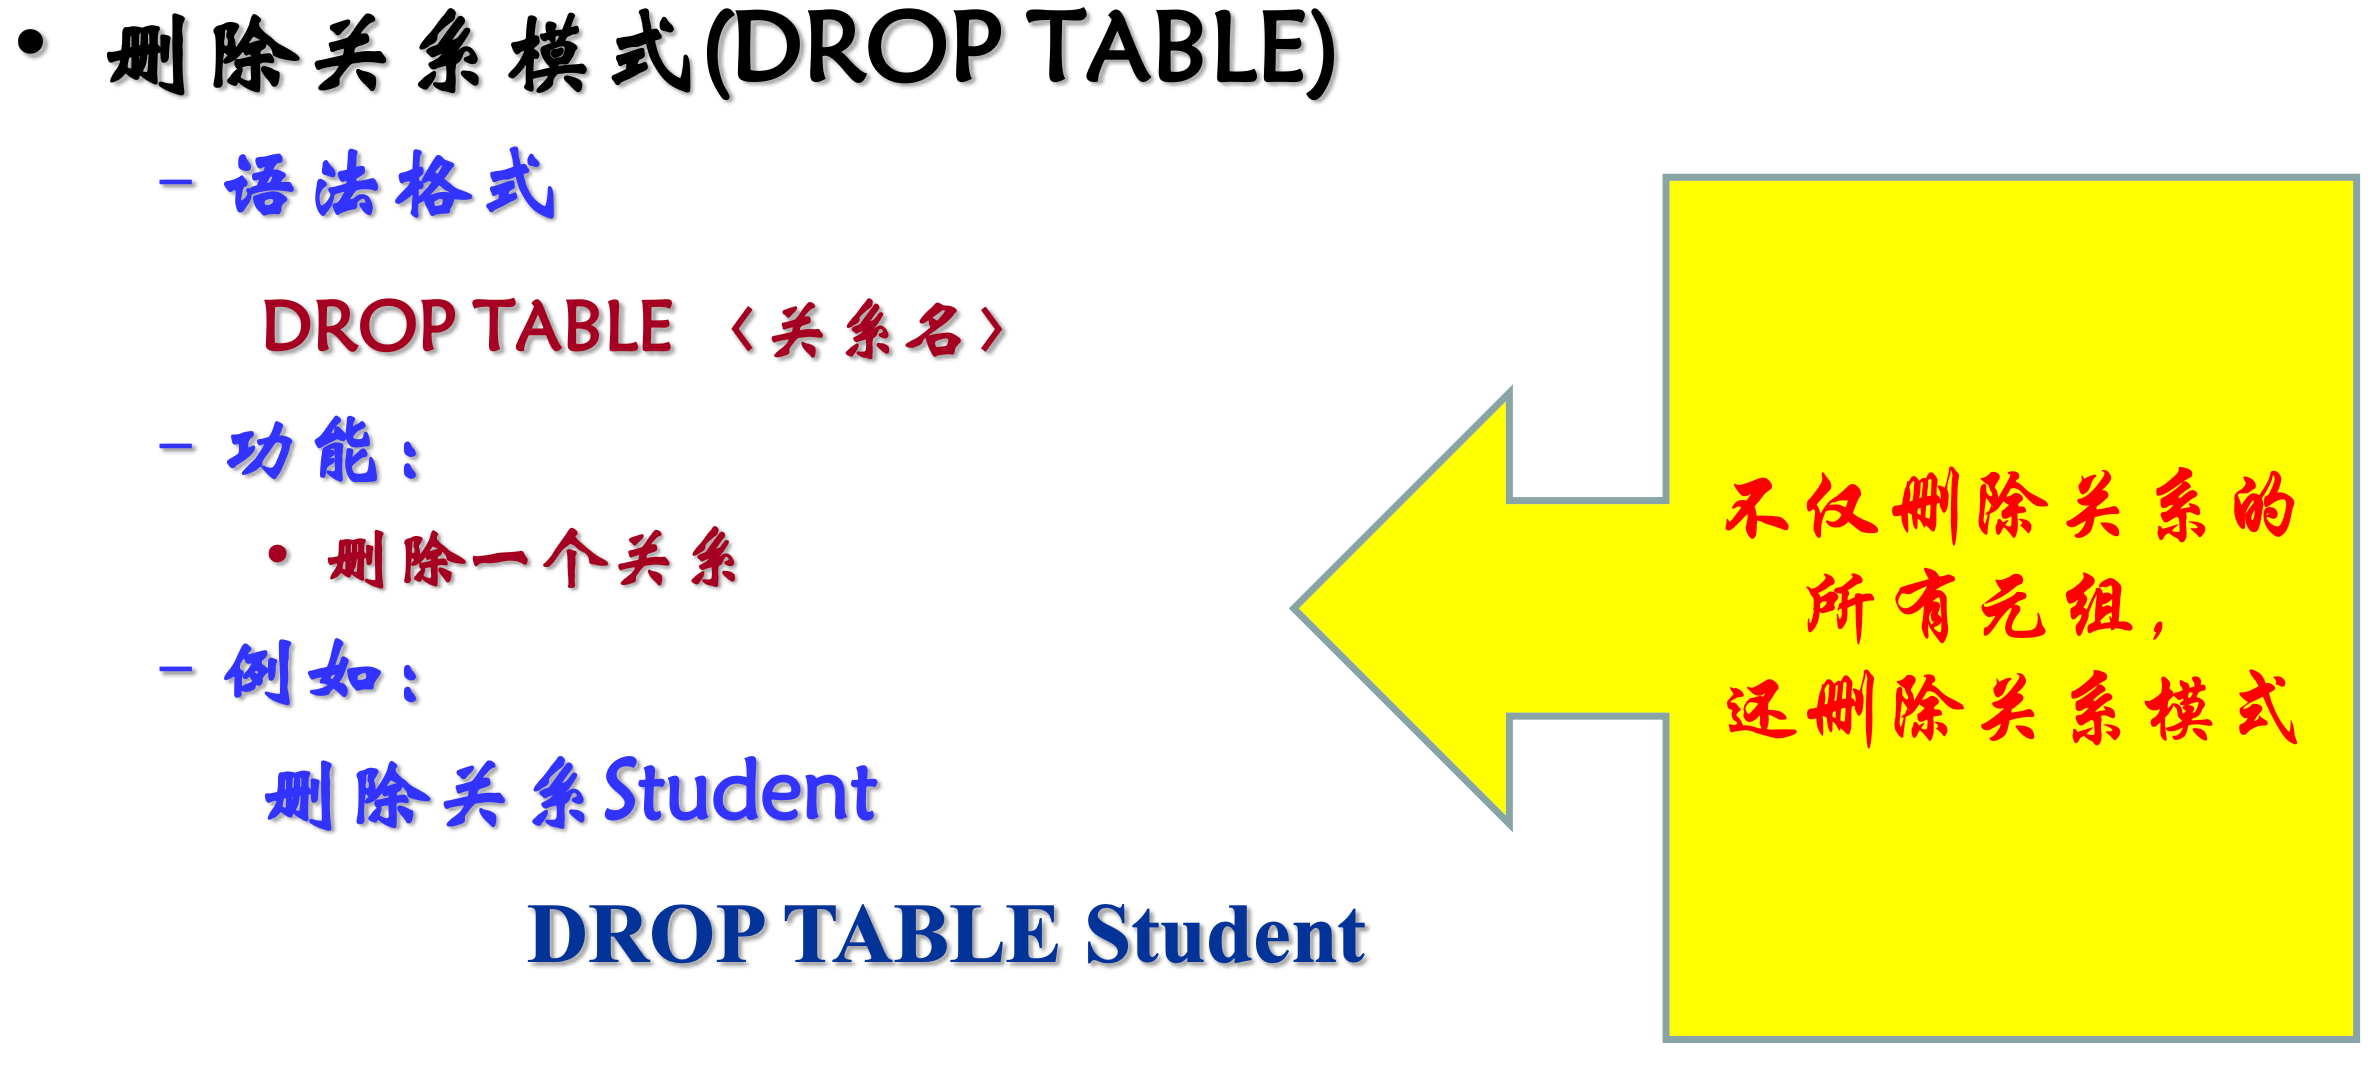 • 删除关系模式(DROP TABLE)
– 语法格式
DROP TABLE 〈关系名〉
– 功能：
• 删除一个关系
– 例如：
删除关系Student
DROP TABLE Student
不仅删除关系的
所有元组，
还删除关系模式